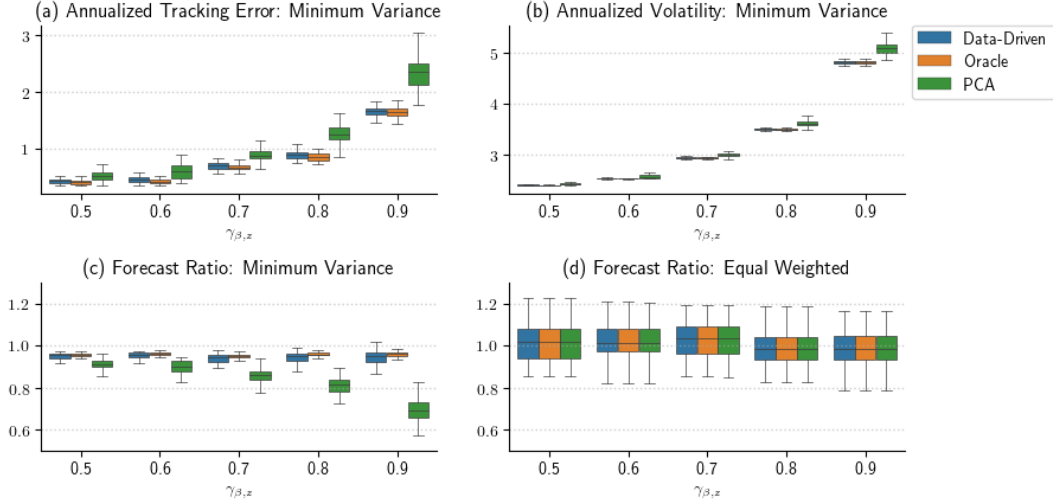 (a) Annualized Tracking Error: Minimum Variance
3
2
1
0.5 0.6 0.7 0.8 0.9
γβ,z
(b) Annualized Volatility: Minimum Variance
5
4
3
0.5 0.6 0.7 0.8 0.9
γβ,z
Data-Driven
Oracle
PCA
(c) Forecast Ratio: Minimum Variance
1.2
1.0
0.8
0.6
0.5 0.6 0.7 0.8 0.9
γβ,z
(d) Forecast Ratio: Equal Weighted
1.2
1.0
0.8
0.6
0.5 0.6 0.7 0.8 0.9
γβ,z